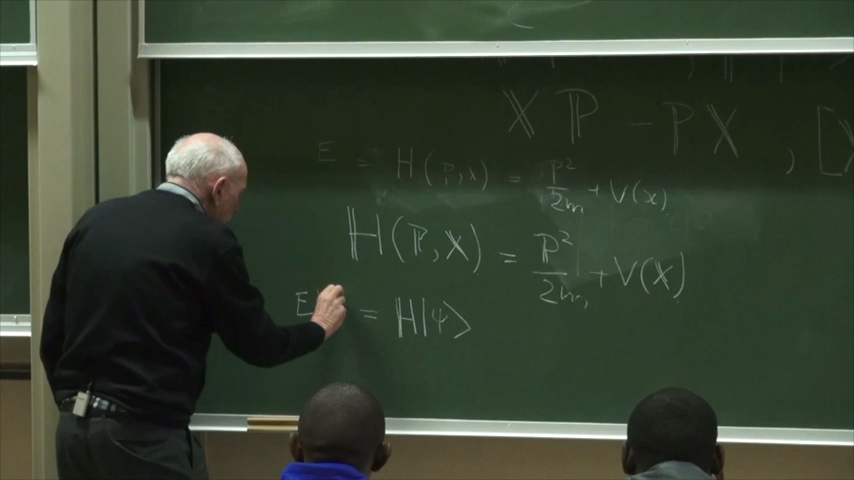 𝕏ℙ - ℙ𝕏 , [𝕏
E = H(P,X) = P²/2m + V(x)
ℍ(ℙ,𝕏) = ℙ²/2m + V(𝕏)
E = ℍ|ψ⟩